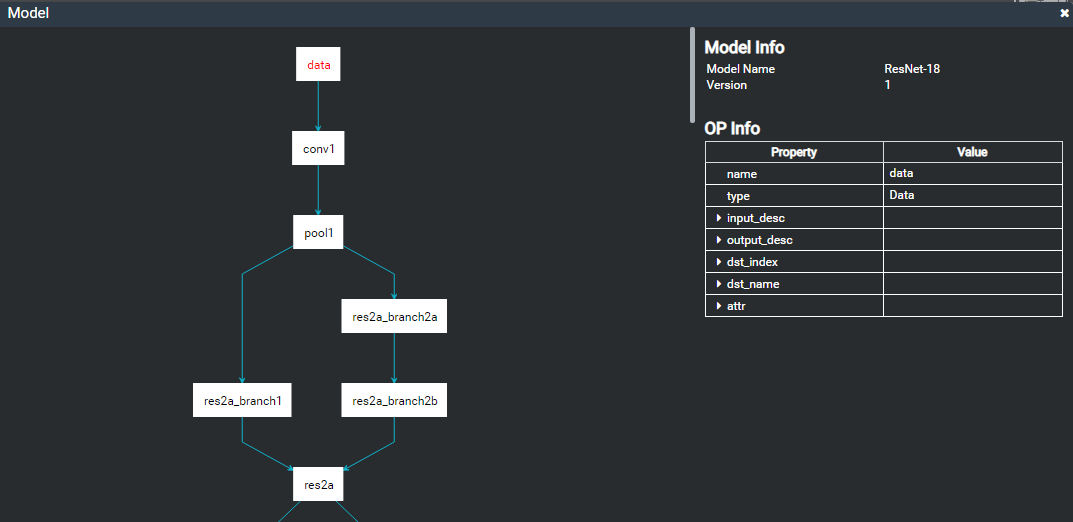 Model
data
conv1
pool1
res2a_branch2a
res2a_branch1
res2a_branch2b
res2a
Model Info
Model Name ResNet-18
Version 1
OP Info
Property Value
name data
type Data
input_desc
output_desc
dst_index
dst_name
attr